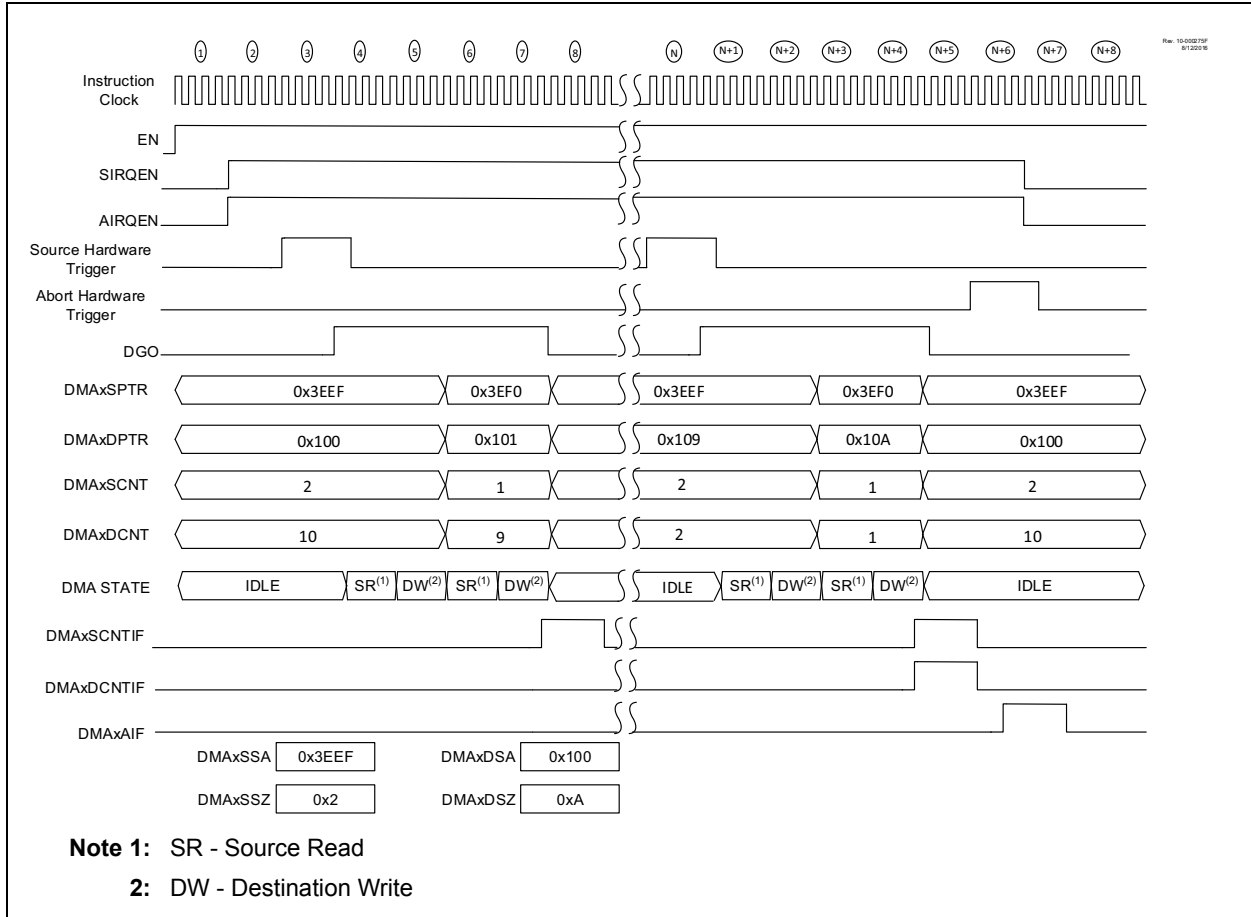 1 2 3 4 5 6 7 8 N N+1 N+2 N+3 N+4 N+5 N+6 N+7 N+8
Rev. 10-000275F
8/12/2016
Instruction
Clock
EN
SIRQEN
AIRQEN
Source Hardware
Trigger
Abort Hardware
Trigger
DGO
DMAxSPTR 0x3EEF 0x3EF0 0x3EEF 0x3EF0 0x3EEF
DMAxDPTR 0x100 0x101 0x109 0x10A 0x100
DMAxSCNT 2 1 2 1 2
DMAxDCNT 10 9 2 1 10
DMA STATE IDLE SR(1) DW(2) SR(1) DW(2) IDLE SR(1) DW(2) SR(1) DW(2) IDLE
DMAxSCNTIF
DMAxDCNTIF
DMAxAIF
DMAxSSA 0x3EEF DMAxDSA 0x100
DMAxSSZ 0x2 DMAxDSZ 0xA
Note 1: SR - Source Read
2: DW - Destination Write